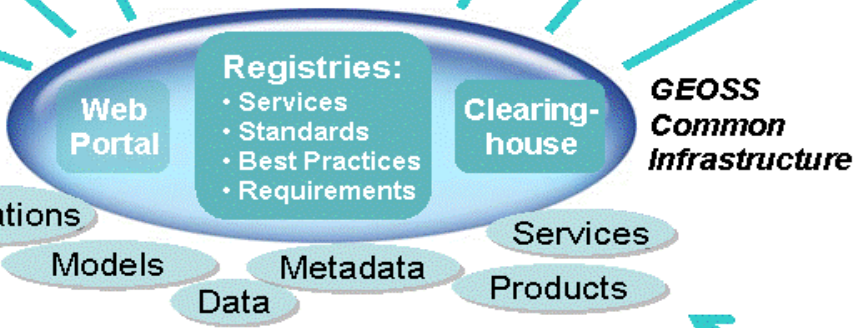 Registries:
• Services
• Standards
• Best Practices
• Requirements
Web
Portal
Clearing-
house
GEOSS
Common
Infrastructure
Models
Data
Metadata
Services
Products